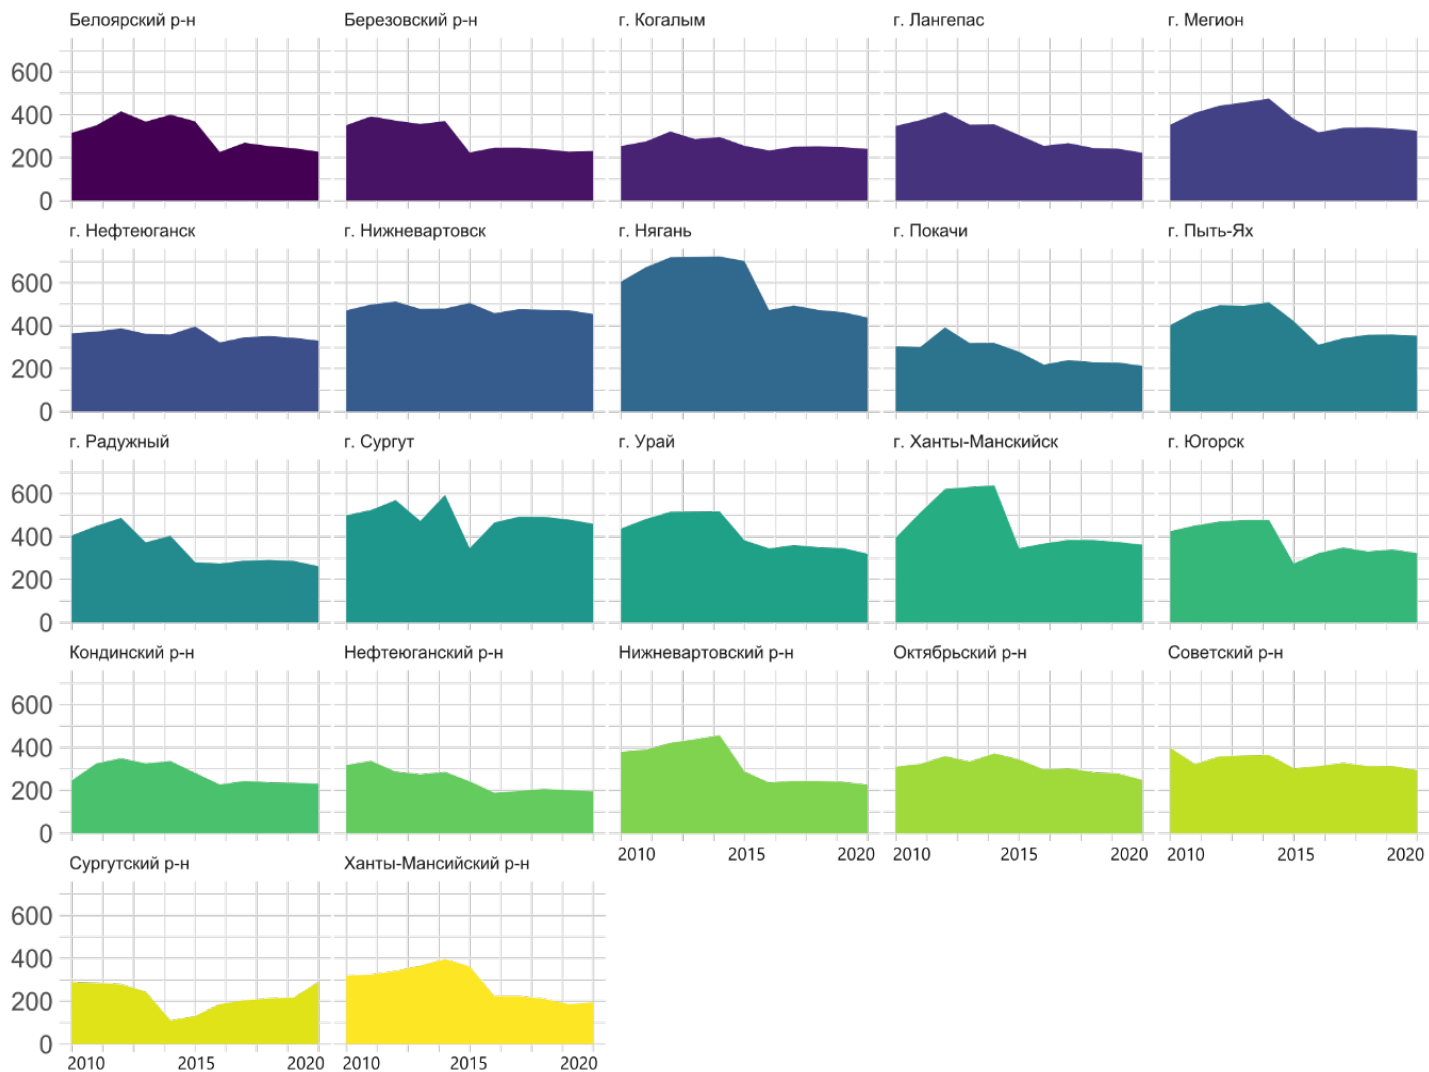 Белоярский р-н Березовский р-н г. Когалым г. Лангепас г. Мегион
600
400
200
0
г. Нефтеюганск г. Нижневартовск г. Нягань г. Покачи г. Пыть-Ях
600
400
200
0
г. Радужный г. Сургут г. Урай г. Ханты-Манскийск г. Югорск
600
400
200
0
Кондинский р-н Нефтеюганский р-н Нижневартовский р-н Октябрьский р-н Советский р-н
600
400
200
0
2010 2015 2020 2010 2015 2020 2010 2015 2020
Сургутский р-н Ханты-Мансийский р-н
600
400
200
0
2010 2015 2020 2010 2015 2020